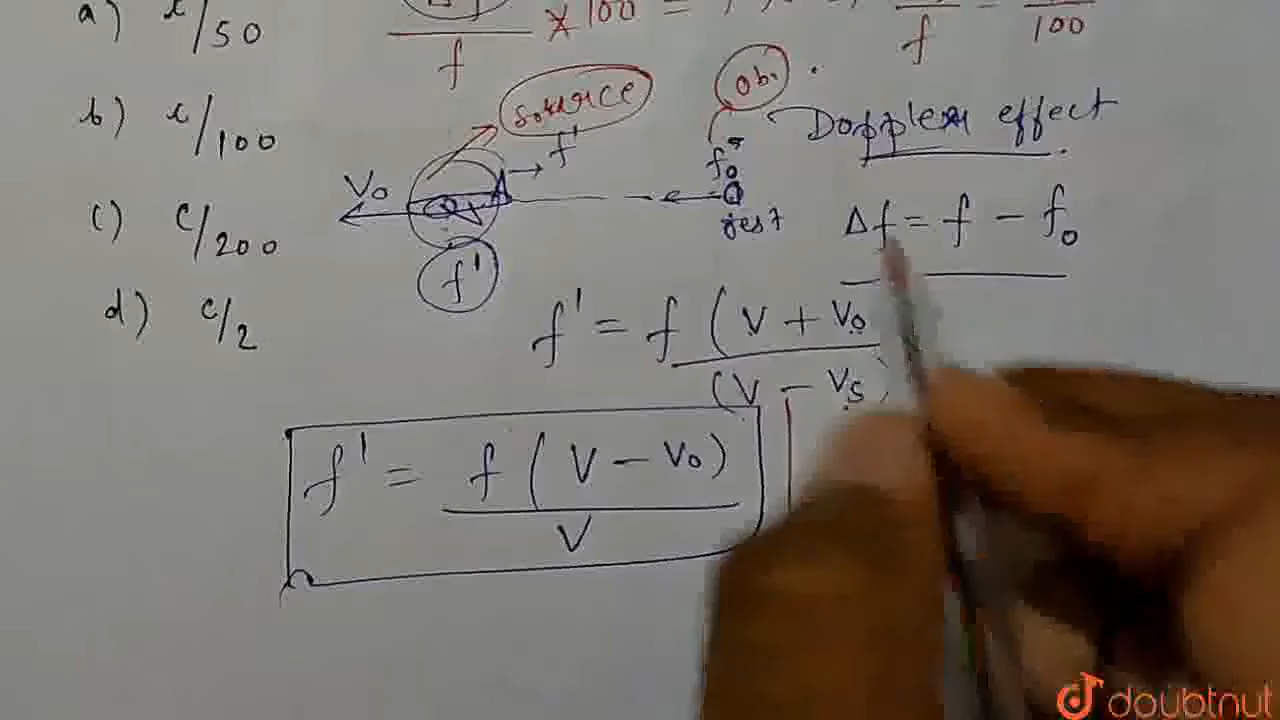 a) c/50
f × 100 =
f 100
b) c/100
source
ob.
Doppler effect
f'
f₀
V₀
rest
c) c/200
Δf = f − f₀
f'
d) c/2
f' = f (V + V₀
(V − Vs)
f' = f (V − V₀)
V
doubtnut